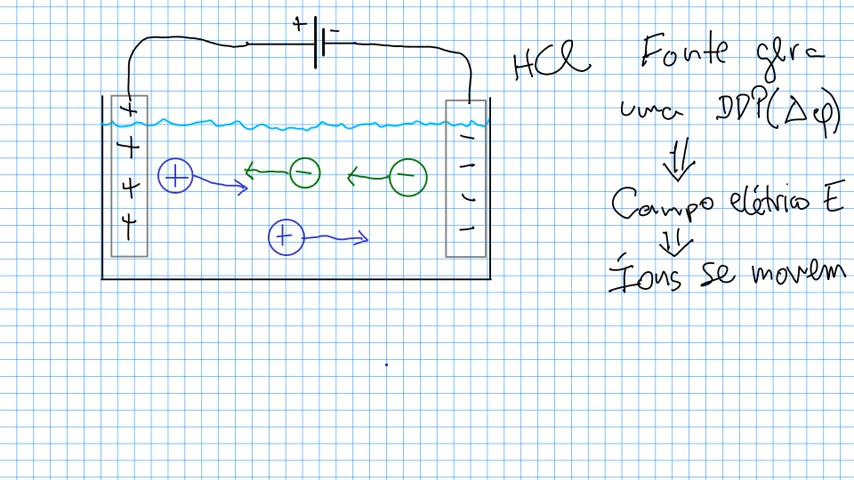 + -
HCl
Fonte gera
uma DDP(Δφ)
⇓
Campo elétrico E
⇓
Íons se movem
+ -
+ -
+ -
+ -
+ - -
+